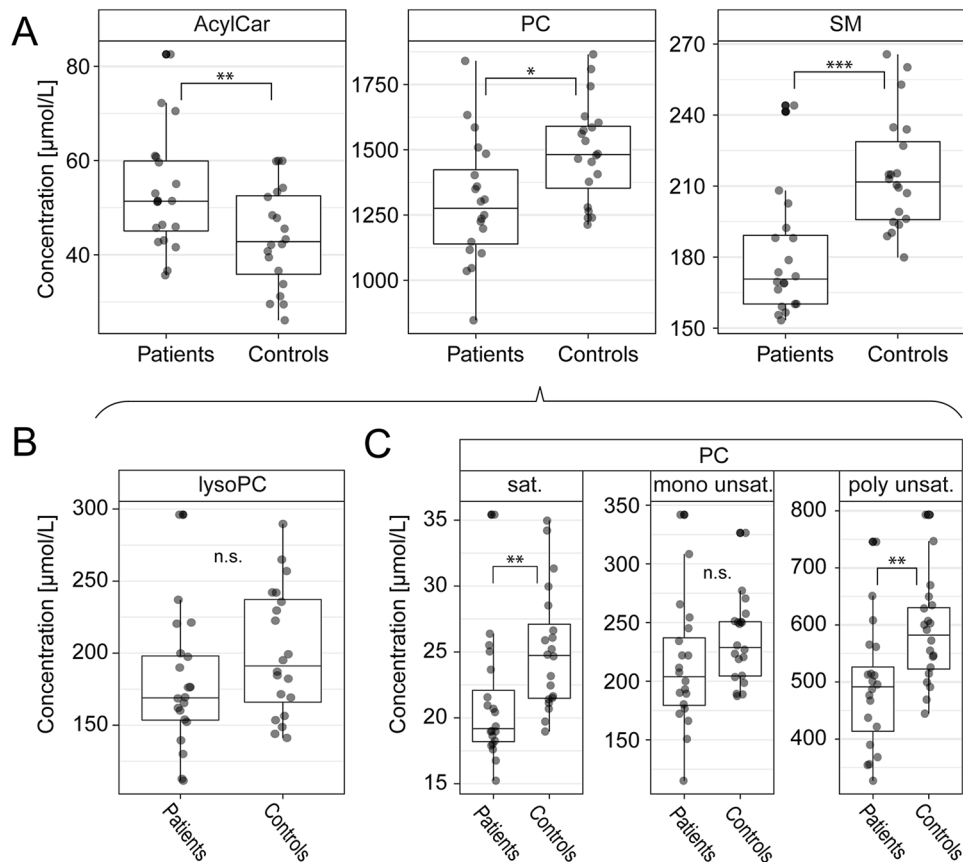 A
AcylCar PC SM
Concentration [µmol/L]
80
60
40
**
Patients Controls
1750
1500
1250
1000
*
Patients Controls
270
240
210
180
150
***
Patients Controls
B
lysoPC
Concentration [µmol/L]
300
250
200
150
n.s.
Patients Controls
C
PC
sat. mono unsat. poly unsat.
Concentration [µmol/L]
35
30
25
20
15
**
Patients Controls
350
300
250
200
150
n.s.
Patients Controls
800
700
600
500
400
**
Patients Controls